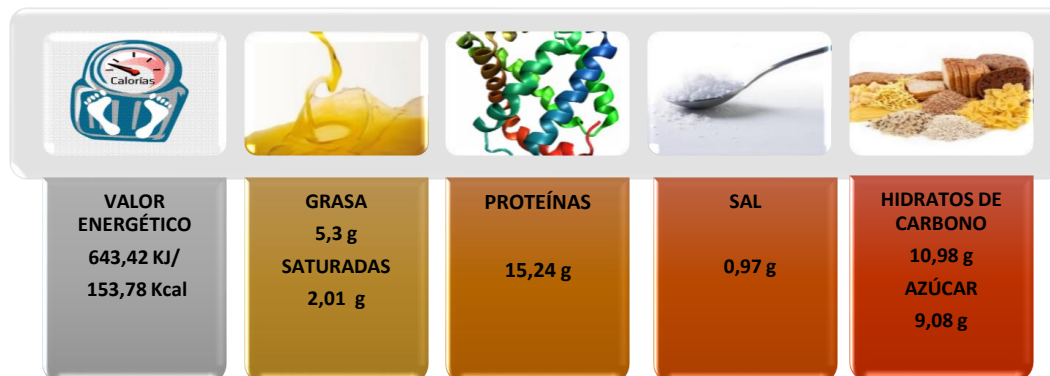 Calorías
VALOR
ENERGÉTICO
643,42 KJ/
153,78 Kcal
GRASA
5,3 g
SATURADAS
2,01 g
PROTEÍNAS
15,24 g
SAL
0,97 g
HIDRATOS DE
CARBONO
10,98 g
AZÚCAR
9,08 g